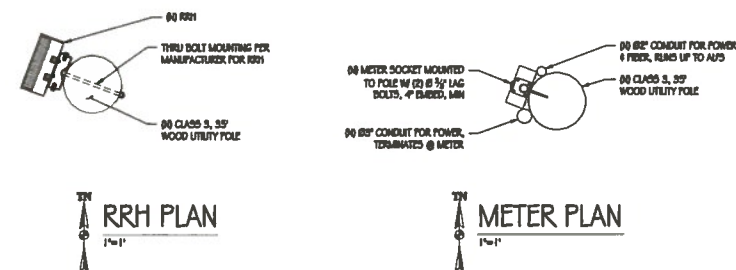 (N) RRH
THRU BOLT MOUNTING PER
MANUFACTURER FOR RRH
(N) CLASS 3, 35'
WOOD UTILITY POLE
TN
RRH PLAN
1"=1'
(N) METER SOCKET MOUNTED
TO POLE W/ (2) Ø ⅜" LAG
BOLTS, 4" EMBED, MIN
(N) Ø3" CONDUIT FOR POWER,
TERMINATES @ METER
(N) Ø2" CONDUIT FOR POWER
& FIBER, RUNS UP TO
(N) CLASS 3, 35'
WOOD UTILITY POLE
TN
METER PLAN
1"=1'